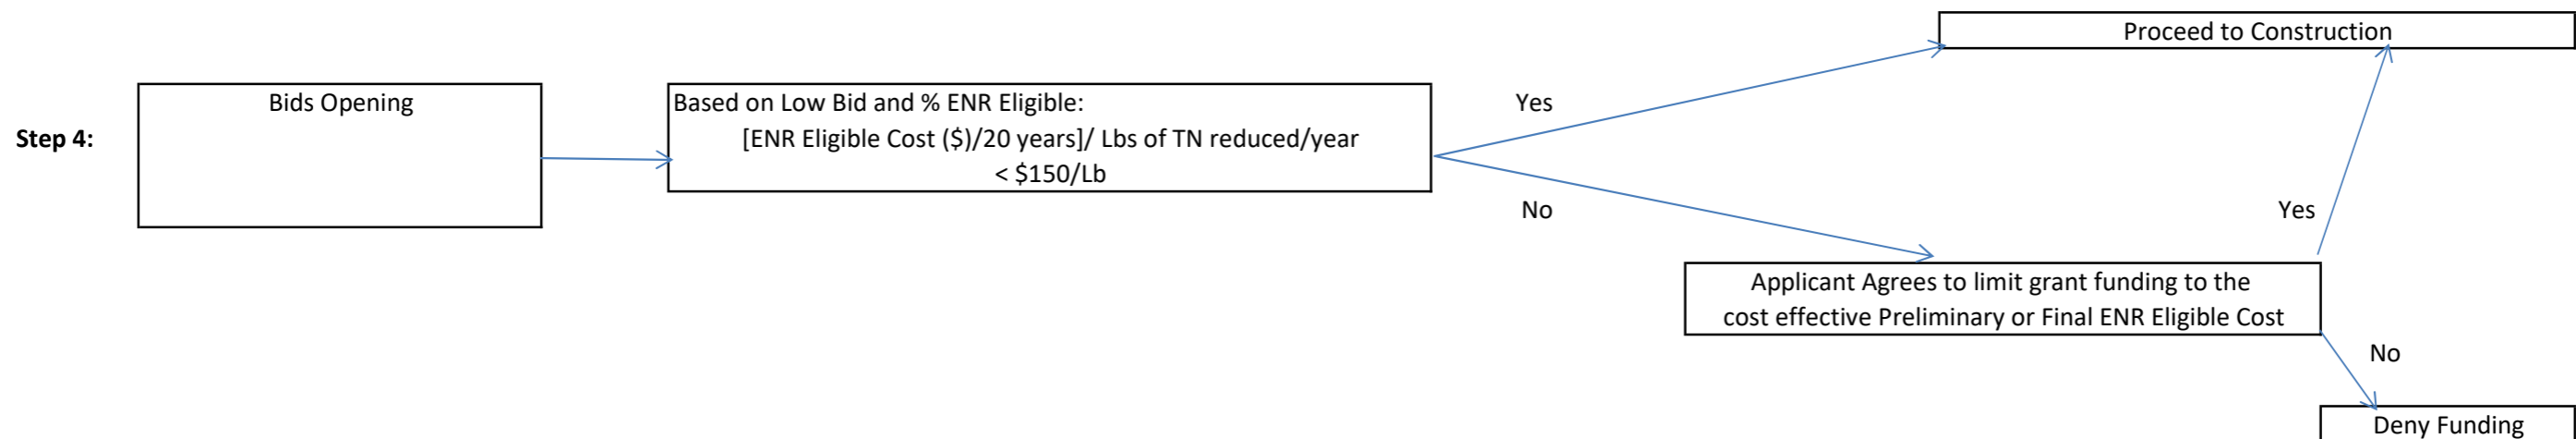 Proceed to Construction
Step 4:
Bids Opening
Based on Low Bid and % ENR Eligible:
[ENR Eligible Cost ($)/20 years]/ Lbs of TN reduced/year
< $150/Lb
Yes
No
Yes
Applicant Agrees to limit grant funding to the
cost effective Preliminary or Final ENR Eligible Cost
No
Deny Funding